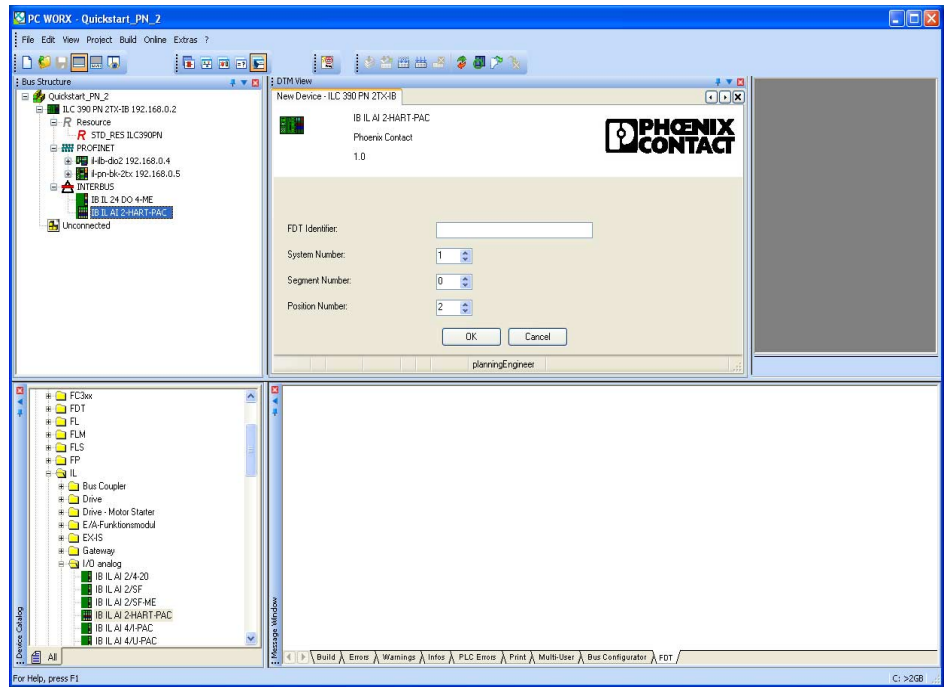 PC WORX - Quickstart_PN_2
File Edit View Project Build Online Extras ?
Bus Structure
Quickstart_PN_2
ILC 390 PN 2TX-IB 192.168.0.2
Resource
STD_RES ILC390PN
PROFINET
il-ilb-dio2 192.168.0.4
il-pn-bk-2tx 192.168.0.5
INTERBUS
IB IL 24 DO 4-ME
IB IL AI 2-HART-PAC
Unconnected
DTM View
New Device - ILC 390 PN 2TX-IB
IB IL AI 2-HART-PAC
Phoenix Contact
1.0
PHŒNIX
CONTACT
FDT Identifier:
System Number: 1
Segment Number: 0
Position Number: 2
OK Cancel
planningEngineer
FC3xx
FDT
FL
FLM
FLS
FP
IL
Bus Coupler
Drive
Drive - Motor Starter
E/A-Funktionsmodul
EX-IS
Gateway
I/O analog
IB IL AI 2/4-20
IB IL AI 2/SF
IB IL AI 2/SF-ME
IB IL AI 2-HART-PAC
IB IL AI 4/I-PAC
IB IL AI 4/U-PAC
Device Catalog
All
Message Window
Build Errors Warnings Infos PLC Errors Print Multi-User Bus Configurator FDT
For Help, press F1
C: >2GB